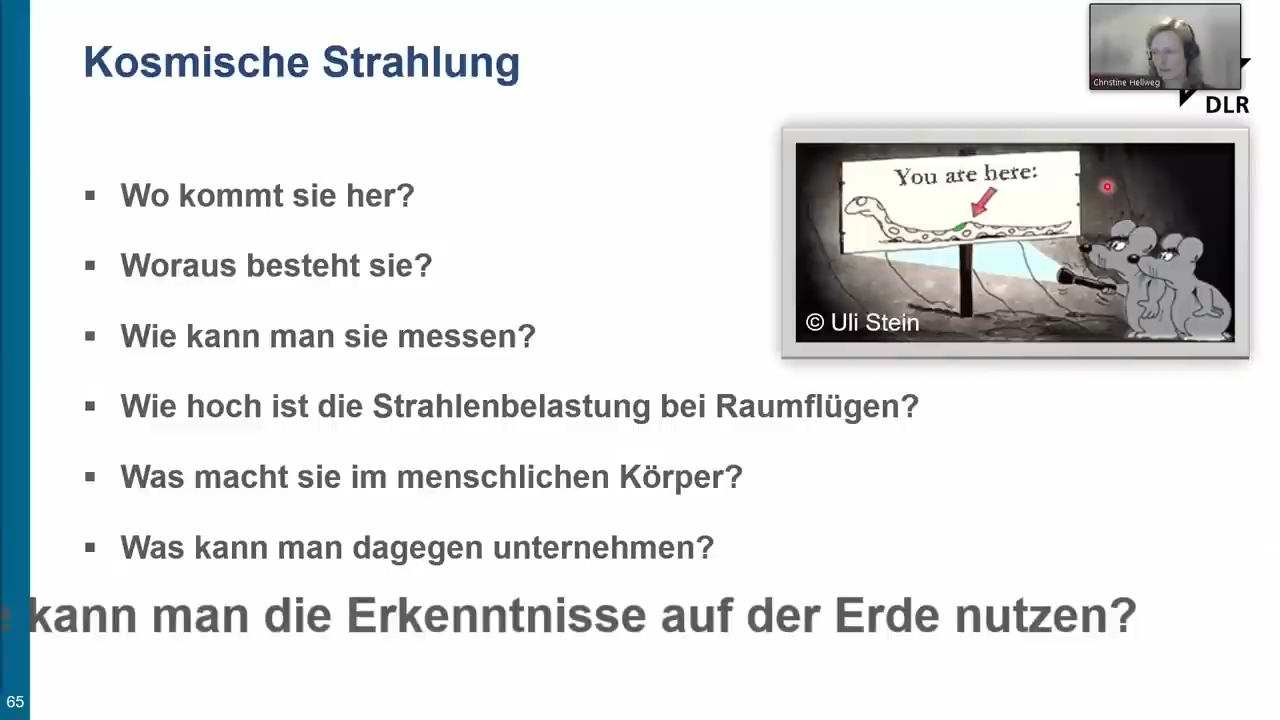 Kosmische Strahlung
Christine Hellweg
DLR
You are here:
© Uli Stein
▪ Wo kommt sie her?
▪ Woraus besteht sie?
▪ Wie kann man sie messen?
▪ Wie hoch ist die Strahlenbelastung bei Raumflügen?
▪ Was macht sie im menschlichen Körper?
▪ Was kann man dagegen unternehmen?
e kann man die Erkenntnisse auf der Erde nutzen?
65